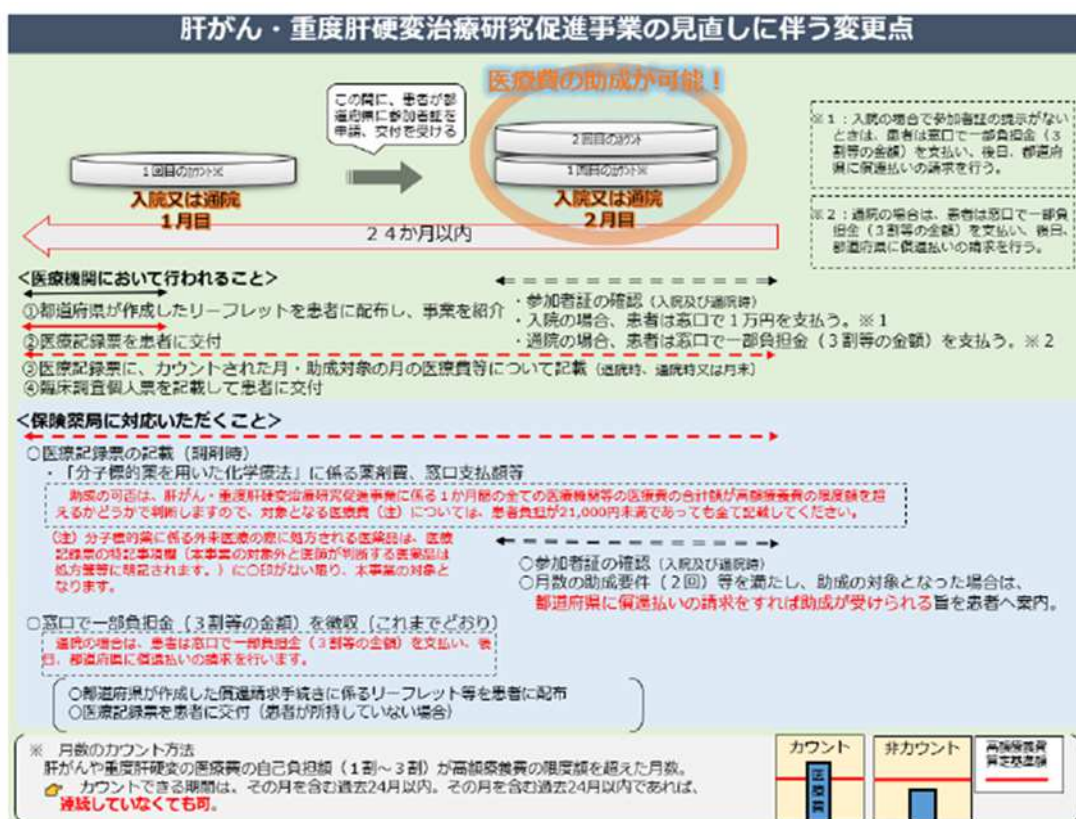 肝がん・重度肝硬変治療研究促進事業の見直しに伴う変更点
医療費の助成が可能！
この間に、患者が都
道府県に参加者証を
申請、交付を受ける
1回目のｶｳﾝﾄ※
入院又は通院
1月目
2回目のｶｳﾝﾄ
1回目のｶｳﾝﾄ※
入院又は通院
2月目
２４か月以内
※１：入院の場合で参加者証の提示がない
ときは、患者は窓口で一部負担金（３
割等の金額）を支払い、後日、都道府
県に償還払いの請求を行う。
※２：通院の場合は、患者は窓口で一部負
担金（３割等の金額）を支払い、後日、
都道府県に償還払いの請求を行う。
＜医療機関において行われること＞
①都道府県が作成したリーフレットを患者に配布し、事業を紹介
②医療記録票を患者に交付
・参加者証の確認（入院及び通院時）
・入院の場合、患者は窓口で１万円を支払う。※１
・通院の場合、患者は窓口で一部負担金（３割等の金額）を支払う。※２
③医療記録票に、カウントされた月・助成対象の月の医療費等について記載（退院時、通院時又は月末）
④臨床調査個人票を記載して患者に交付
＜保険薬局に対応いただくこと＞
○医療記録票の記載（調剤時）
・「分子標的薬を用いた化学療法」に係る薬剤費、窓口支払額等
助成の可否は、肝がん・重度肝硬変治療研究促進事業に係る１か月間の全ての医療機関等の医療費の合計額が高額療養費の限度額を超
えるかどうかで判断しますので、対象となる医療費（注）については、患者負担が21,000円未満であっても全て記載してください。
（注）分子標的薬に係る外来医療の際に処方される医薬品は、医療
記録票の特記事項欄（本事業の対象外と医師が判断する医薬品は
処方箋等に明記されます。）に○印がない限り、本事業の対象と
なります。
○参加者証の確認（入院及び通院時）
○月数の助成要件（２回）等を満たし、助成の対象となった場合は、
都道府県に償還払いの請求をすれば助成が受けられる旨を患者へ案内。
○窓口で一部負担金（３割等の金額）を徴収（これまでどおり）
通院の場合は、患者は窓口で一部負担金（３割等の金額）を支払い、後
日、都道府県に償還払いの請求を行います。
○都道府県が作成した償還請求手続きに係るリーフレット等を患者に配布
○医療記録票を患者に交付（患者が所持していない場合）
※　月数のカウント方法
肝がんや重度肝硬変の医療費の自己負担額（１割～３割）が高額療養費の限度額を超えた月数。
カウントできる期間は、その月を含む過去24月以内。その月を含む過去24月以内であれば、
連続していなくても可。
カウント
医療費
非カウント
高額療養費
算定基準額